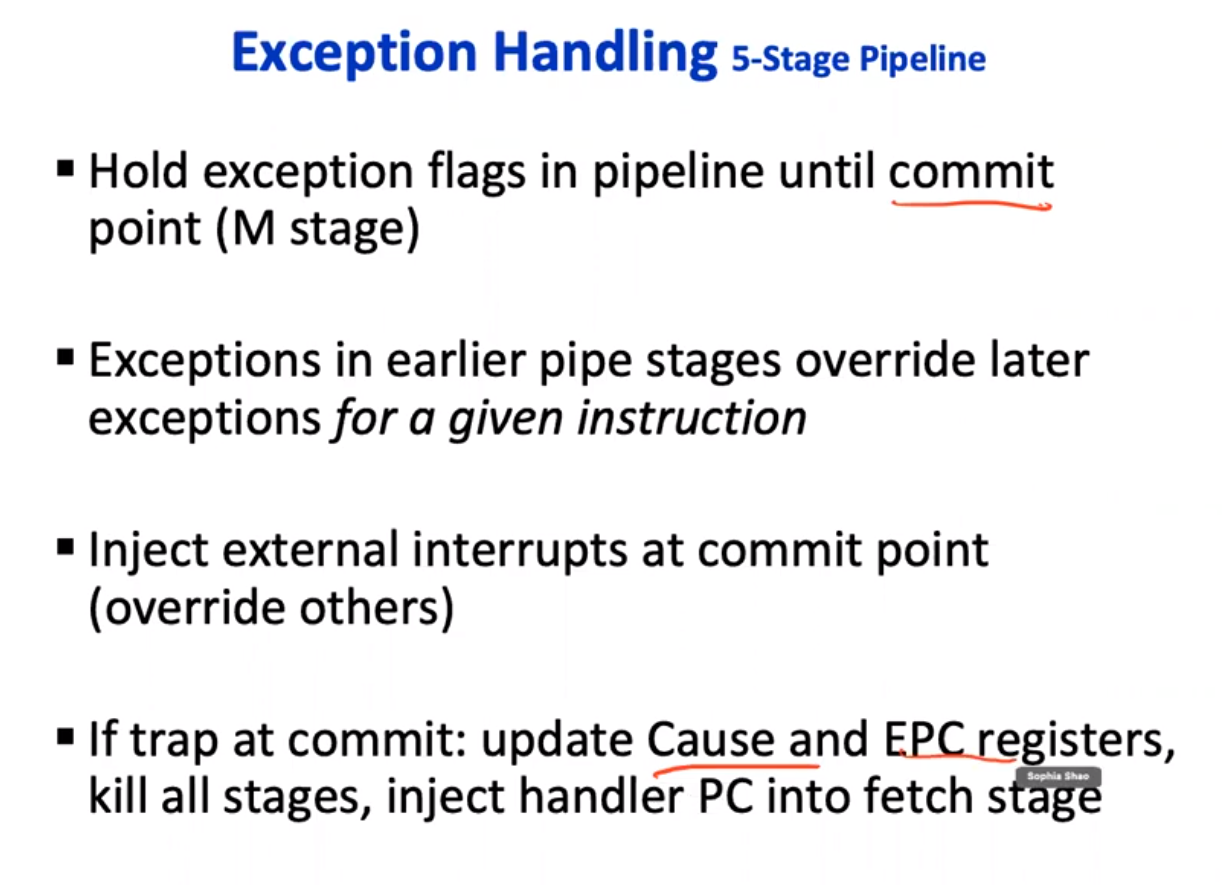 Exception Handling 5-Stage Pipeline
▪ Hold exception flags in pipeline until commit
point (M stage)
▪ Exceptions in earlier pipe stages override later
exceptions for a given instruction
▪ Inject external interrupts at commit point
(override others)
▪ If trap at commit: update Cause and EPC registers,
Sophia Shao
kill all stages, inject handler PC into fetch stage